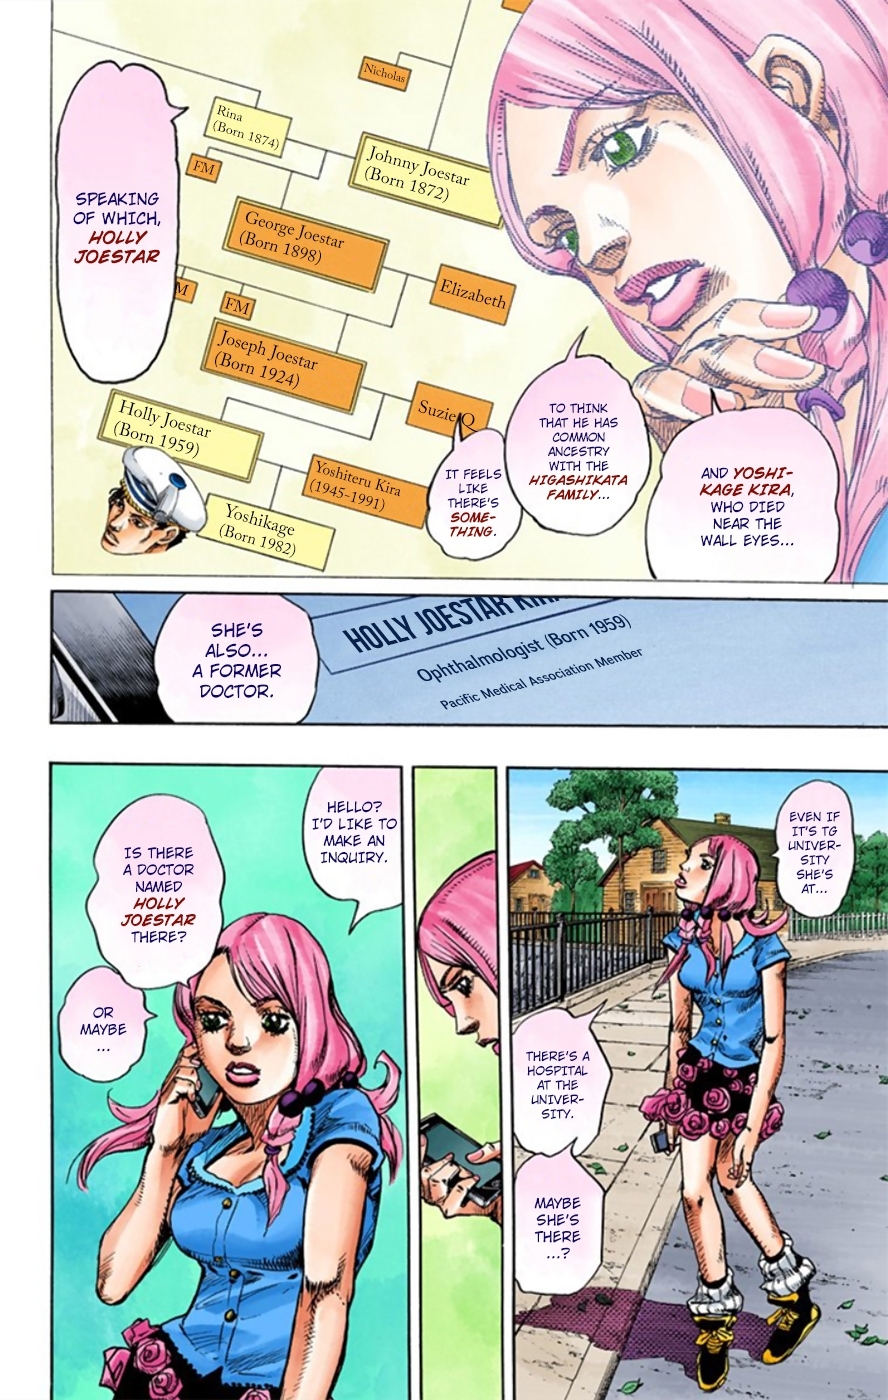 Nicholas
Rina
(Born 1874)
Johnny Joestar
(Born 1872)
FM
George Joestar
(Born 1898)
Elizabeth
M
FM
Joseph Joestar
(Born 1924)
Suzie Q
Holly Joestar
(Born 1959)
Yoshiteru Kira
(1945-1991)
Yoshikage
(Born 1982)
AND YOSHI-
KAGE KIRA,
WHO DIED
NEAR THE
WALL EYES...
TO THINK
THAT HE HAS
COMMON
ANCESTRY
WITH THE
HIGASHIKATA
FAMILY...
IT FEELS
LIKE
THERE'S
SOME-
THING.
SPEAKING
OF WHICH,
HOLLY
JOESTAR
HOLLY JOESTAR
Ophthalmologist (Born 1959)
Pacific Medical Association Member
SHE'S
ALSO...
A FORMER
DOCTOR.
EVEN IF
IT'S TG
UNIVER-
SITY
SHE'S
AT...
THERE'S A
HOSPITAL
AT THE
UNIVER-
SITY.
MAYBE
SHE'S
THERE
...?
HELLO?
I'D LIKE TO
MAKE AN
INQUIRY.
IS THERE
A DOCTOR
NAMED
HOLLY
JOESTAR
THERE?
OR
MAYBE
...